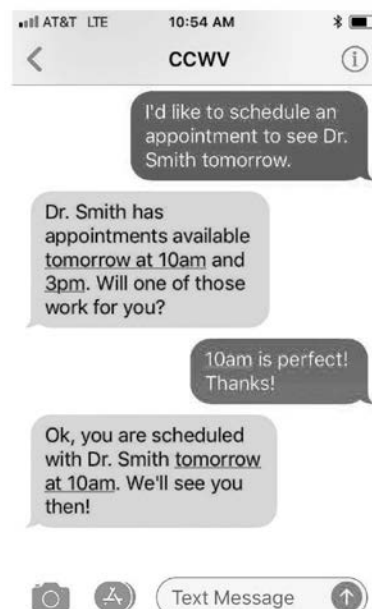 AT&T LTE 10:54 AM
CCWV
I'd like to schedule an
appointment to see Dr.
Smith tomorrow.
Dr. Smith has
appointments available
tomorrow at 10am and
3pm. Will one of those
work for you?
10am is perfect!
Thanks!
Ok, you are scheduled
with Dr. Smith tomorrow
at 10am. We'll see you
then!
Text Message